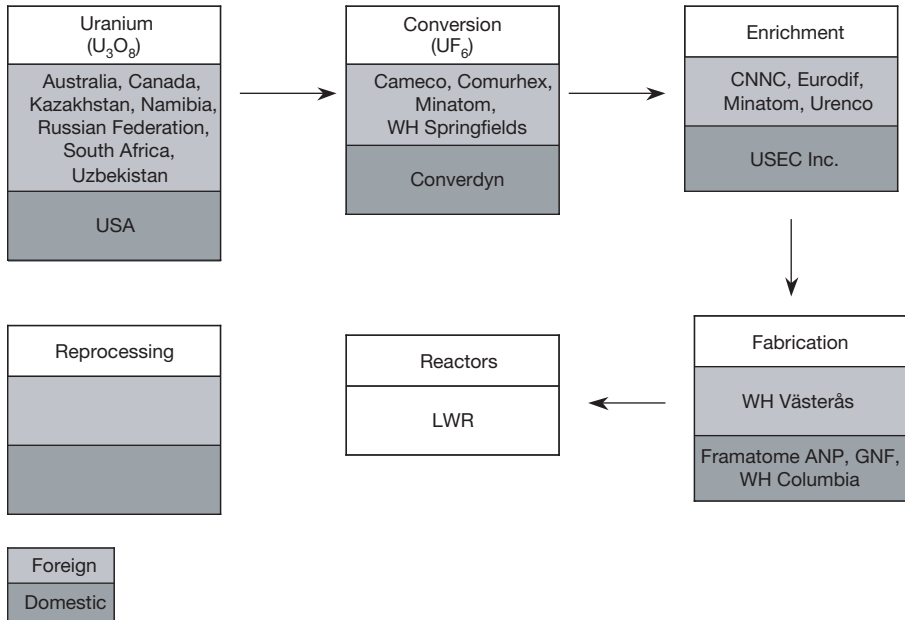 Uranium
(U₃O₈)
Australia, Canada,
Kazakhstan, Namibia,
Russian Federation,
South Africa,
Uzbekistan
USA
Conversion
(UF₆)
Cameco, Comurhex,
Minatom,
WH Springfields
Converdyn
Enrichment
CNNC, Eurodif,
Minatom, Urenco
USEC Inc.
Reprocessing
Reactors
LWR
Fabrication
WH Västerås
Framatome ANP, GNF,
WH Columbia
Foreign
Domestic